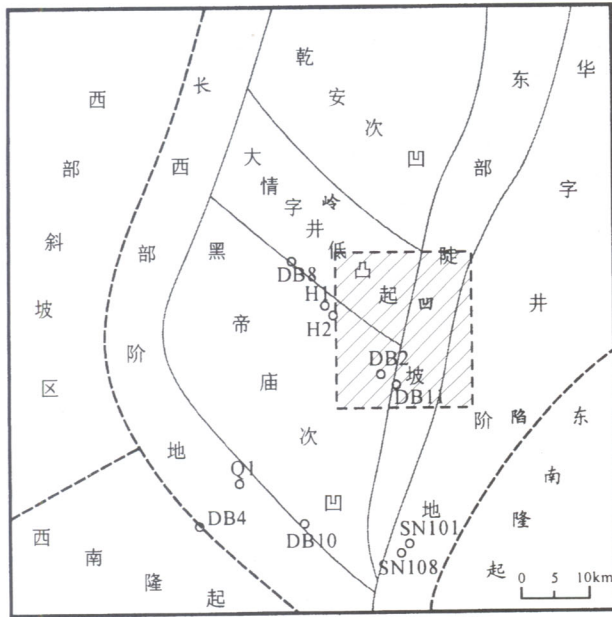 西部斜坡区
长岭凹陷
西部阶地
乾安次凹
大情字井低凸起
黑帝庙次凹
东部陡坡
华字井阶地
东南隆起
西南隆起
DB8
H1
H2
DB2
DB11
Q1
DB4
DB10
SN101
SN108
0 5 10km